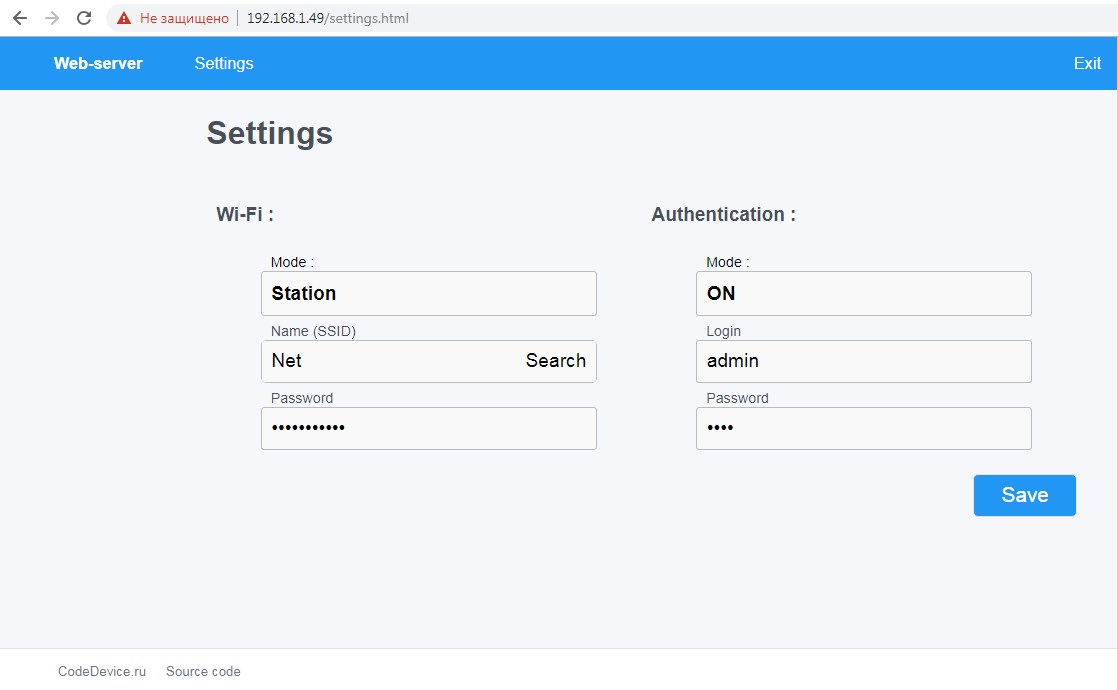 Не защищено 192.168.1.49/settings.html
Web-server Settings Exit
Settings
Wi-Fi :
Mode :
Station
Name (SSID)
Net Search
Password
•••••••••••
Authentication :
Mode :
ON
Login
admin
Password
••••
Save
CodeDevice.ru Source code